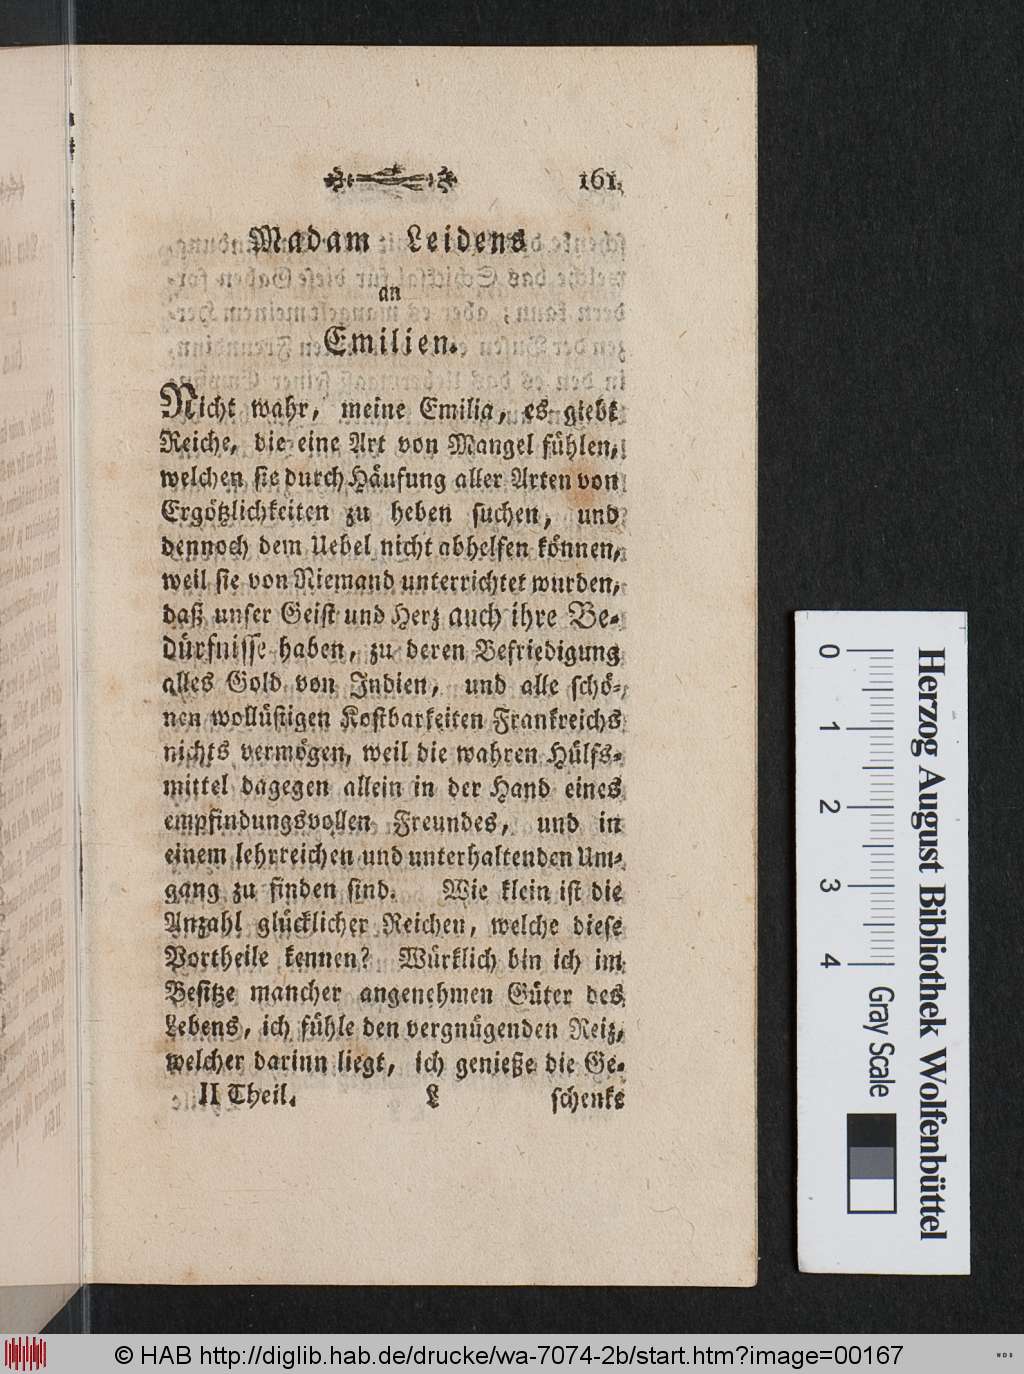 161
Madam Leidens
an
Emilien.
Nicht wahr, meine Emilia, es giebt
Reiche, die eine Art von Mangel fühlen,
welchen sie durch Häufung aller Arten von
Ergötzlichkeiten zu heben suchen, und
dennoch dem Uebel nicht abhelfen können,
weil sie von Niemand unterrichtet wurden,
daß unser Geist und Herz auch ihre Be-
dürfnisse haben, zu deren Befriedigung
alles Gold von Indien, und alle schö-
nen wollüstigen Kostbarkeiten Frankreichs
nichts vermögen, weil die wahren Hülfs-
mittel dagegen allein in der Hand eines
empfindungsvollen Freundes, und in
einem lehrreichen und unterhaltenden Um-
gang zu finden sind. Wie klein ist die
Anzahl glücklicher Reichen, welche diese
Vortheile kennen? Würklich bin ich im
Besitze mancher angenehmen Güter des
Lebens, ich fühle den vergnügenden Reiz,
welcher darinn liegt, ich genieße die Ge-
II Theil. L schenke
0 1 2 3 4 Gray Scale
Herzog August Bibliothek Wolfenbüttel
© HAB http://diglib.hab.de/drucke/wa-7074-2b/start.htm?image=00167
WDB